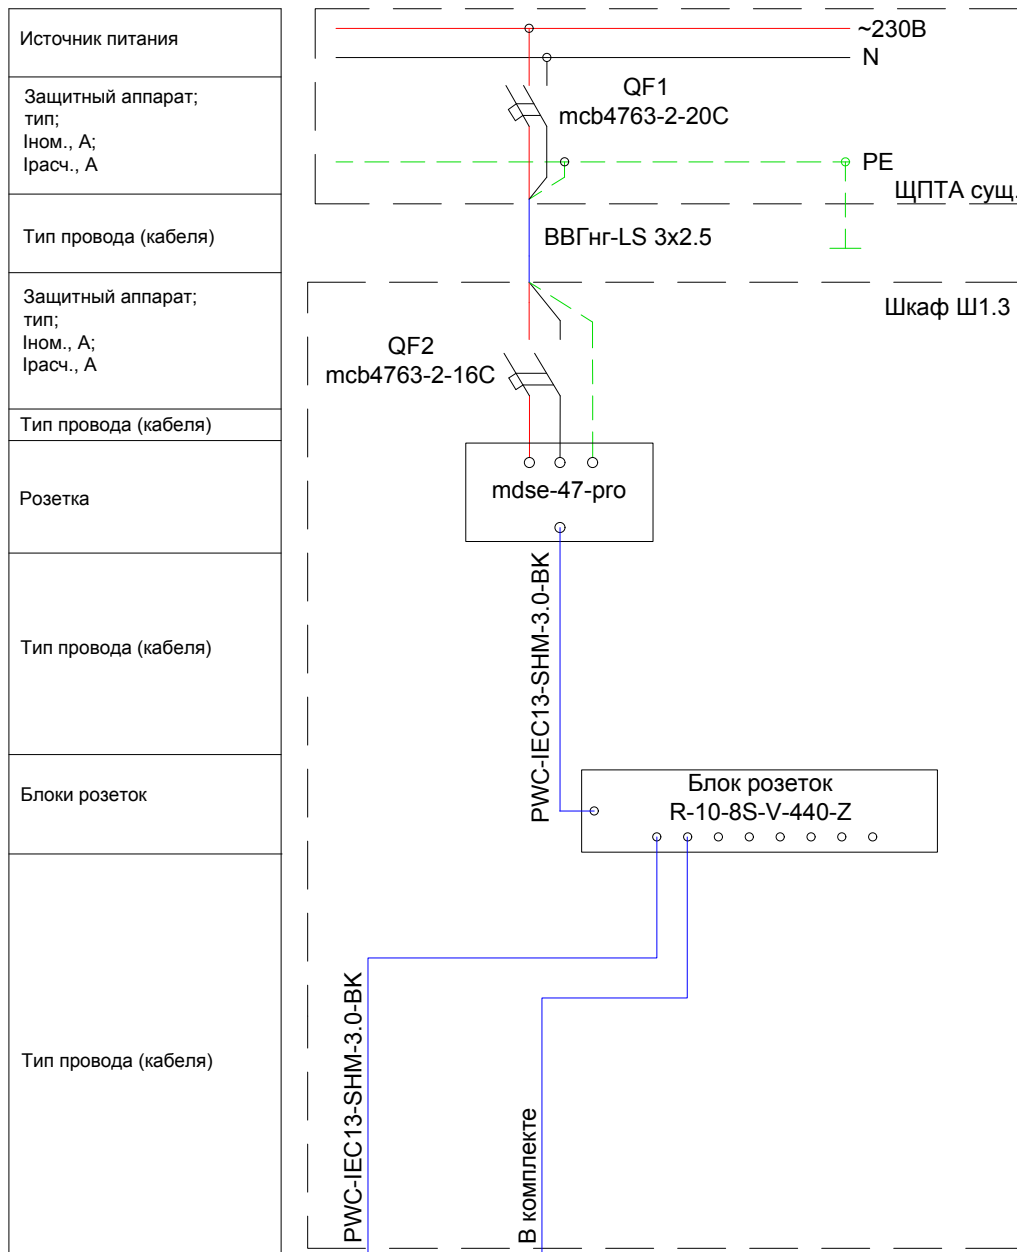 Источник питания
~230В
N
Защитный аппарат;
тип;
Iном., А;
Iрасч., А
QF1
mcb4763-2-20C
PE
ЩПТА сущ.
Тип провода (кабеля)
ВВГнг-LS 3x2.5
Защитный аппарат;
тип;
Iном., А;
Iрасч., А
Шкаф Ш1.3
QF2
mcb4763-2-16C
Тип провода (кабеля)
Розетка
mdse-47-pro
Тип провода (кабеля)
PWC-IEC13-SHM-3.0-BK
Блоки розеток
Блок розеток
R-10-8S-V-440-Z
Тип провода (кабеля)
PWC-IEC13-SHM-3.0-BK
В комплекте